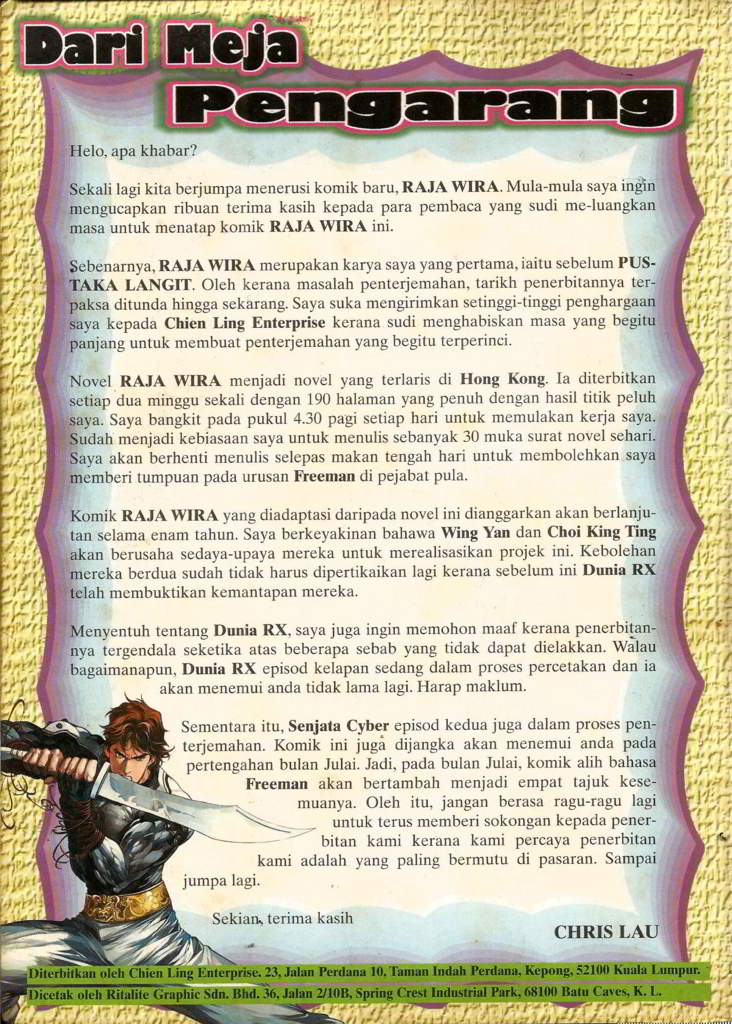 Dari Meja
Pengarang
Helo, apa khabar?
Sekali lagi kita berjumpa menerusi komik baru, RAJA WIRA. Mula-mula saya ingin
mengucapkan ribuan terima kasih kepada para pembaca yang sudi me-luangkan
masa untuk menatap komik RAJA WIRA ini.
Sebenarnya, RAJA WIRA merupakan karya saya yang pertama, iaitu sebelum PUS-
TAKA LANGIT. Oleh kerana masalah penterjemahan, tarikh penerbitannya ter-
paksa ditunda hingga sekarang. Saya suka mengirimkan setinggi-tinggi penghargaan
saya kepada Chien Ling Enterprise kerana sudi menghabiskan masa yang begitu
panjang untuk membuat penterjemahan yang begitu terperinci.
Novel RAJA WIRA menjadi novel yang terlaris di Hong Kong. Ia diterbitkan
setiap dua minggu sekali dengan 190 halaman yang penuh dengan hasil titik peluh
saya. Saya bangkit pada pukul 4.30 pagi setiap hari untuk memulakan kerja saya.
Sudah menjadi kebiasaan saya untuk menulis sebanyak 30 muka surat novel sehari.
Saya akan berhenti menulis selepas makan tengah hari untuk membolehkan saya
memberi tumpuan pada urusan Freeman di pejabat pula.
Komik RAJA WIRA yang diadaptasi daripada novel ini dianggarkan akan berlanju-
tan selama enam tahun. Saya berkeyakinan bahawa Wing Yan dan Choi King Ting
akan berusaha sedaya-upaya mereka untuk merealisasikan projek ini. Kebolehan
mereka berdua sudah tidak harus dipertikaikan lagi kerana sebelum ini Dunia RX
telah membuktikan kemantapan mereka.
Menyentuh tentang Dunia RX, saya juga ingin memohon maaf kerana penerbitan-
nya tergendala seketika atas beberapa sebab yang tidak dapat dielakkan. Walau
bagaimanapun, Dunia RX episod kelapan sedang dalam proses percetakan dan ia
akan menemui anda tidak lama lagi. Harap maklum.
Sementara itu, Senjata Cyber episod kedua juga dalam proses pen-
terjemahan. Komik ini juga dijangka akan menemui anda pada
pertengahan bulan Julai. Jadi, pada bulan Julai, komik alih bahasa
Freeman akan bertambah menjadi empat tajuk kese-
muanya. Oleh itu, jangan berasa ragu-ragu lagi
untuk terus memberi sokongan kepada pener-
bitan kami kerana kami percaya penerbitan
kami adalah yang paling bermutu di pasaran. Sampai
jumpa lagi.
Sekian, terima kasih
CHRIS LAU
Diterbitkan oleh Chien Ling Enterprise. 23, Jalan Perdana 10, Taman Indah Perdana, Kepong, 52100 Kuala Lumpur.
Dicetak oleh Ritalite Graphic Sdn. Bhd. 36, Jalan 2/10B, Spring Crest Industrial Park, 68100 Batu Caves, K. L.